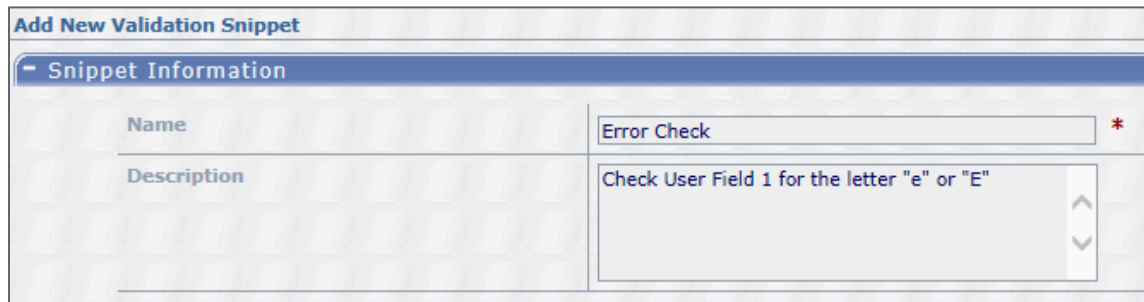 Add New Validation Snippet
- Snippet Information
Name
Error Check
*
Description
Check User Field 1 for the letter "e" or "E"